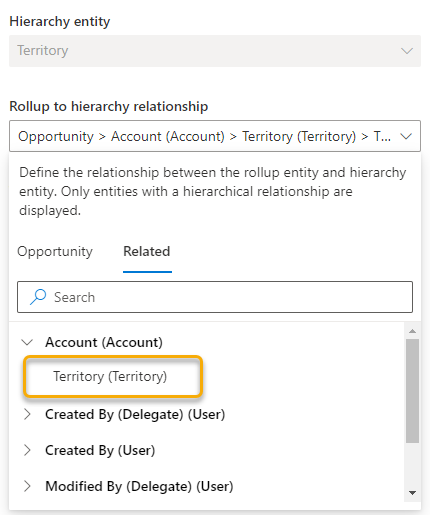 Hierarchy entity
Territory
Rollup to hierarchy relationship
Opportunity > Account (Account) > Territory (Territory) > T...
Define the relationship between the rollup entity and hierarchy
entity. Only entities with a hierarchical relationship are
displayed.
Opportunity Related
Search
Account (Account)
Territory (Territory)
Created By (Delegate) (User)
Created By (User)
Modified By (Delegate) (User)